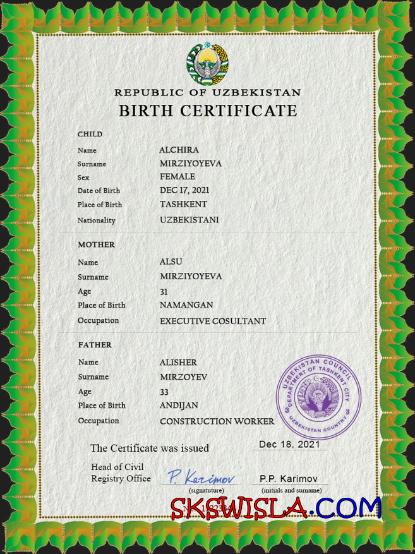 REPUBLIC OF UZBEKISTAN
BIRTH CERTIFICATE
CHILD
Name ALCHIRA
Surname MIRZIYOYEVA
Sex FEMALE
Date of Birth DEC 17, 2021
Place of Birth TASHKENT
Nationality UZBEKISTANI
MOTHER
Name ALSU
Surname MIRZIYOYEVA
Age 31
Place of Birth NAMANGAN
Occupation EXECUTIVE COSULTANT
FATHER
Name ALISHER
Surname MIRZOYEV
Age 33
Place of Birth ANDIJAN
Occupation CONSTRUCTION WORKER
UZBEKISTAN COUNCIL
DEPARTMENT OF TASHKENT CITY
UZBEKISTAN COUNTRY
The Certificate was issued Dec 18, 2021
Head of Civil
Registry Office P. Karimov P.P. Karimov
(signatture) (initials and surname)
SKSWISLA.COM